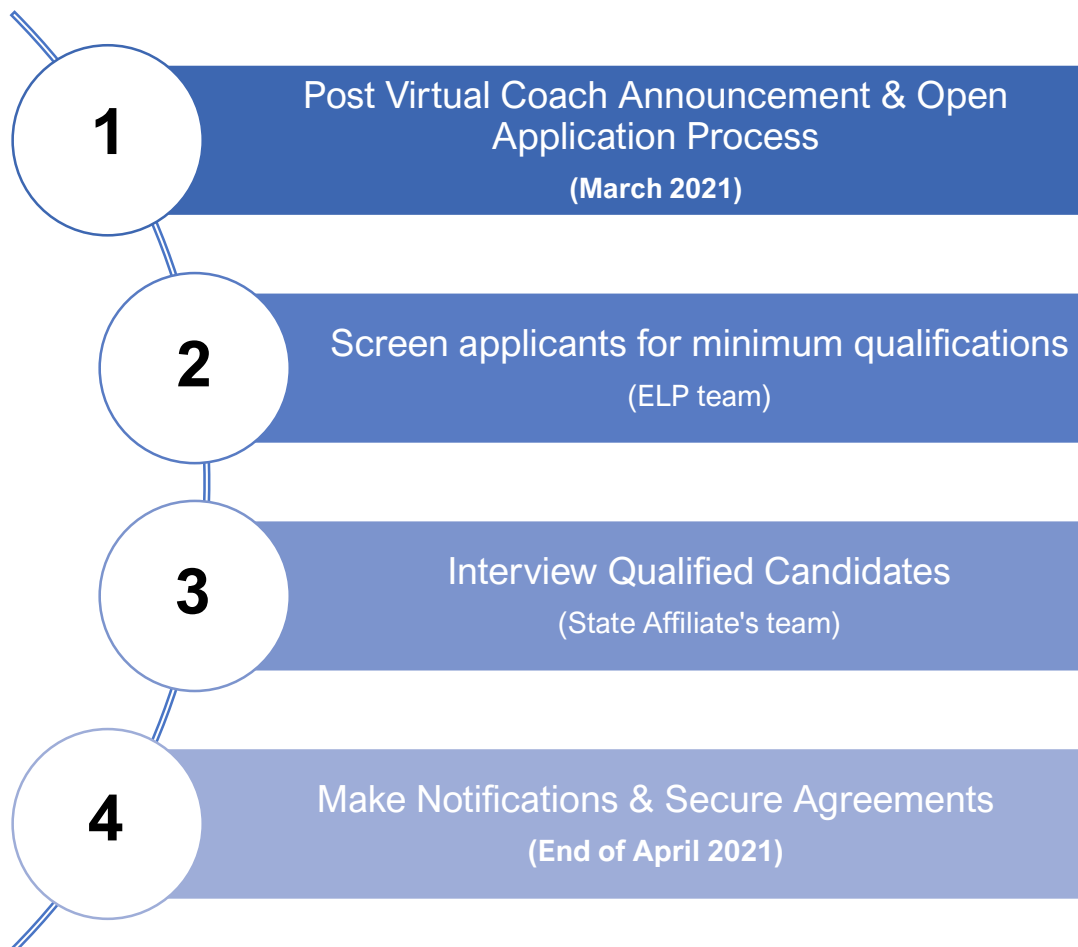 1
Post Virtual Coach Announcement & Open
Application Process
(March 2021)
2
Screen applicants for minimum qualifications
(ELP team)
3
Interview Qualified Candidates
(State Affiliate's team)
4
Make Notifications & Secure Agreements
(End of April 2021)